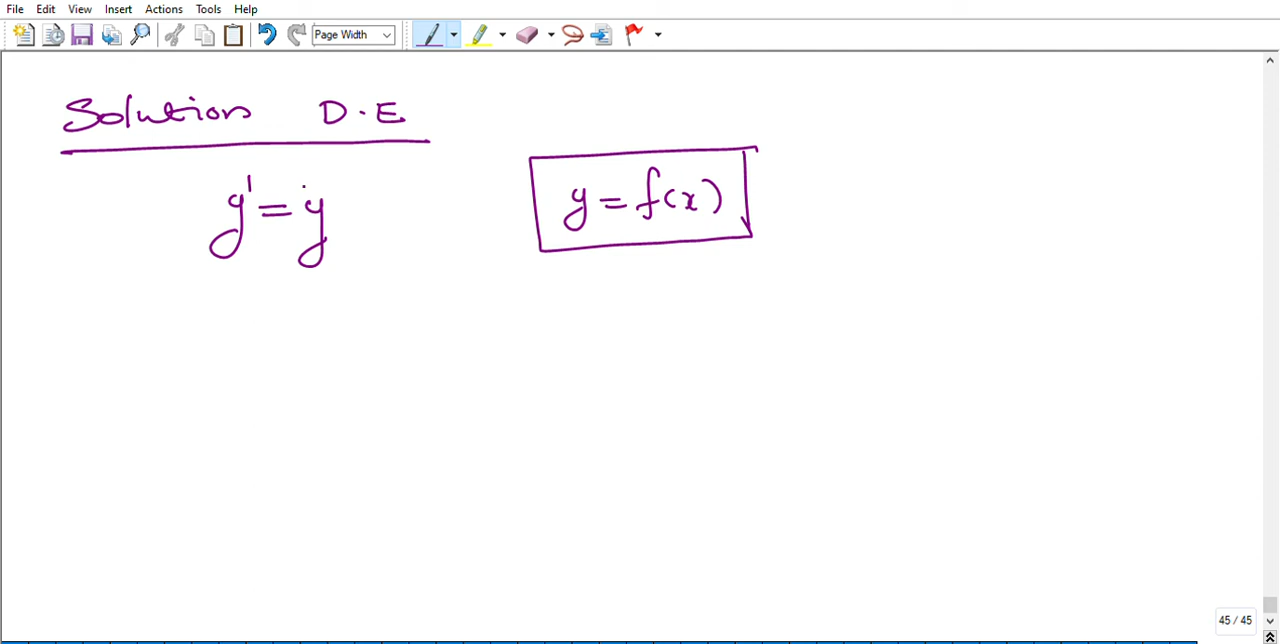 File Edit View Insert Actions Tools Help
Page Width
Solution D.E
y' = y
y = f(x)
45 / 45